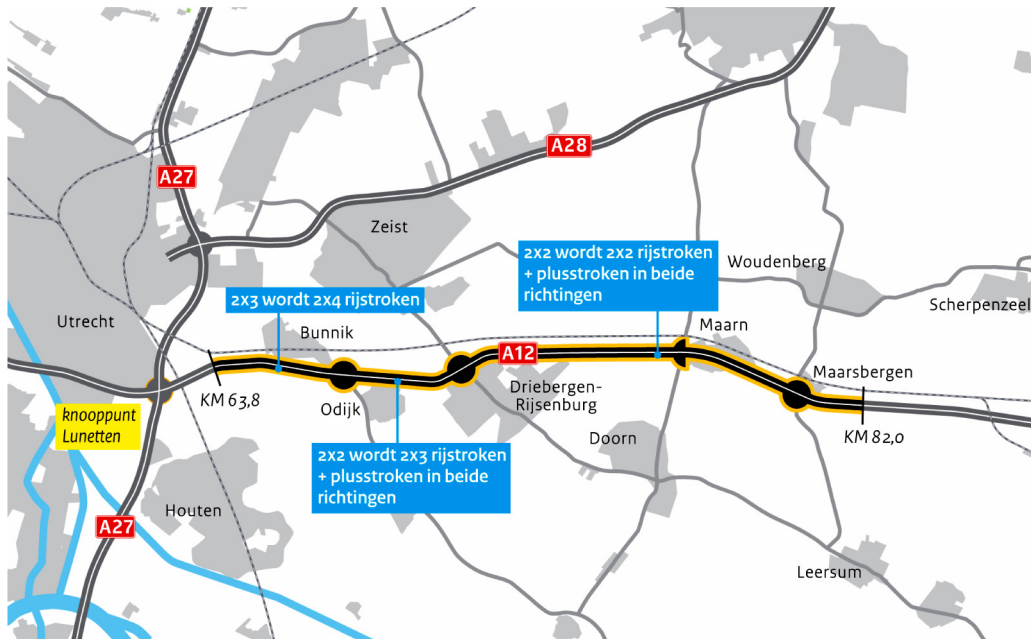 A28
A27
Zeist
2x2 wordt 2x2 rijstroken
+ plusstroken in beide
richtingen
Woudenberg
Scherpenzeel
2x3 wordt 2x4 rijstroken
Utrecht
Bunnik
Maarn
A12
Maarsbergen
KM 63,8
Odijk
Driebergen-
Rijsenburg
knooppunt
Lunetten
KM 82,0
Doorn
2x2 wordt 2x3 rijstroken
+ plusstroken in beide
richtingen
Houten
A27
Leersum